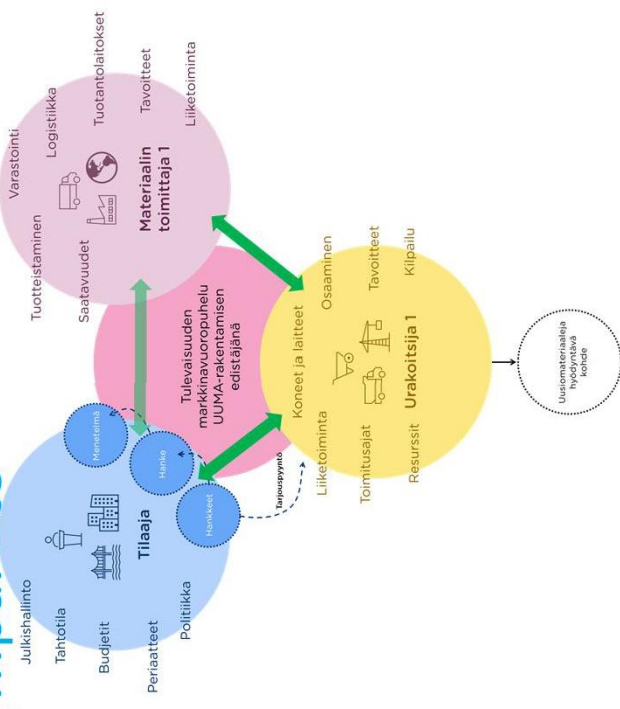 Julkishallinto
Tahtotila
Budjetit
Periaatteet
Politiikka
Tilaaja
Menetelmä
Hanke
Hankkeet
Tarjouspyyntö
Tulevaisuuden
markkinavuoropuhelu
UUMA-rakentamisen
edistäjänä
Varastointi
Logistiikka
Tuotantolaitokset
Tavoitteet
Liiketoiminta
Tuotteistaminen
Saatavuudet
Materiaalin
toimittaja 1
Koneet ja laitteet
Osaaminen
Tavoitteet
Kilpailu
Liiketoiminta
Toimitusajat
Resurssit
Urakoitsija 1
Uusiomateriaaleja
hyödyntävä
kohde